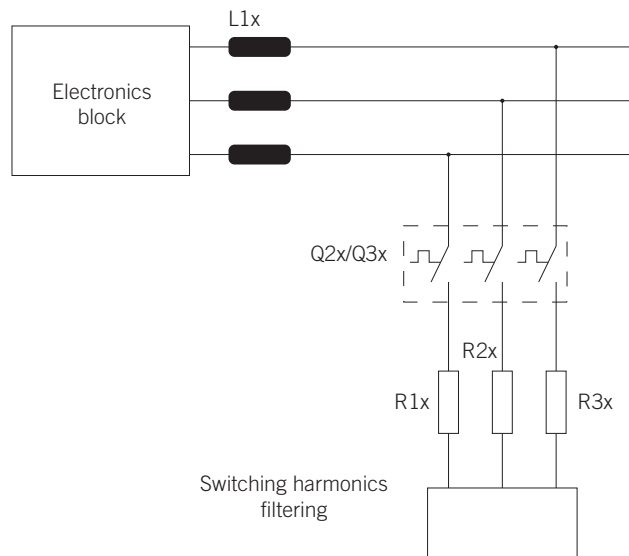 L1x
Electronics
block
Q2x/Q3x
R2x
R1x
R3x
Switching harmonics
filtering